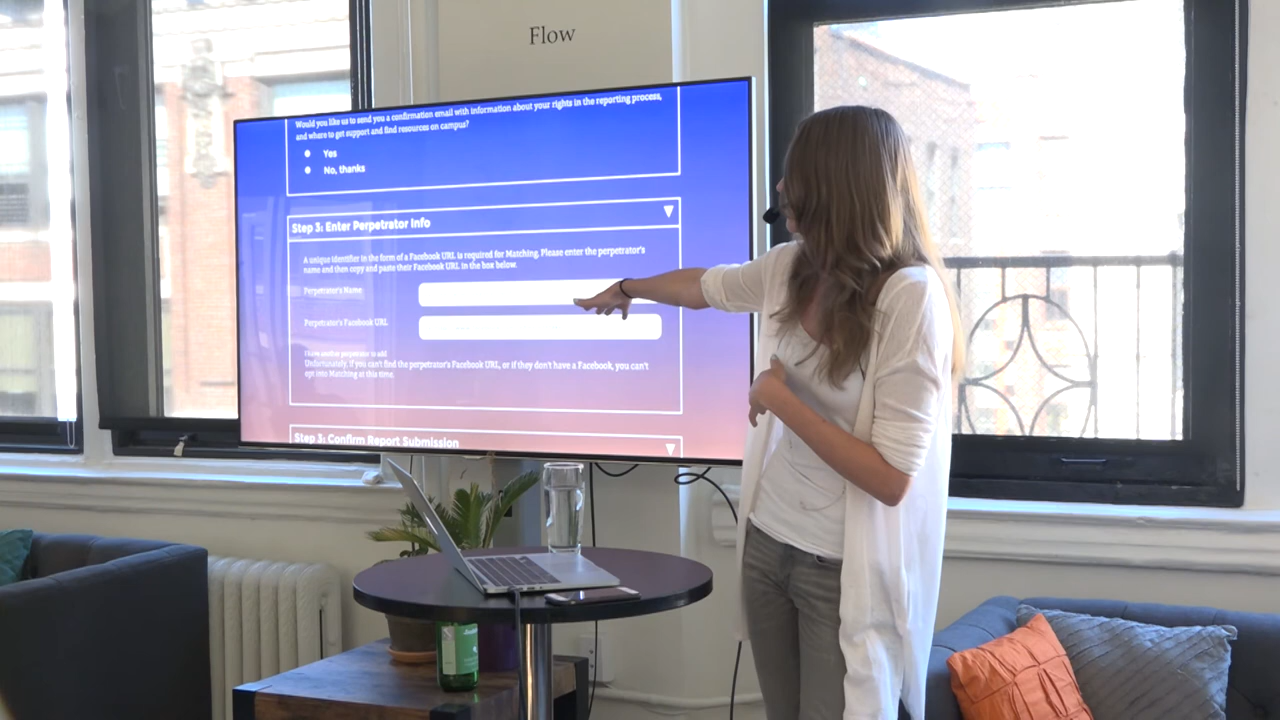 Flow
Would you like us to send you a confirmation email with information about your rights in the reporting process,
and where to get support and find resources on campus?
Yes
No, thanks
Step 3: Enter Perpetrator Info
A unique identifier in the form of a Facebook URL is required for Matching. Please enter the perpetrator's
name and then copy and paste their Facebook URL in the box below.
Perpetrator's Name
Perpetrator's Facebook URL
I have another perpetrator to add
Unfortunately, if you can't find the perpetrator's Facebook URL, or if they don't have a Facebook, you can't
opt into Matching at this time.
Step 3: Confirm Report Submission